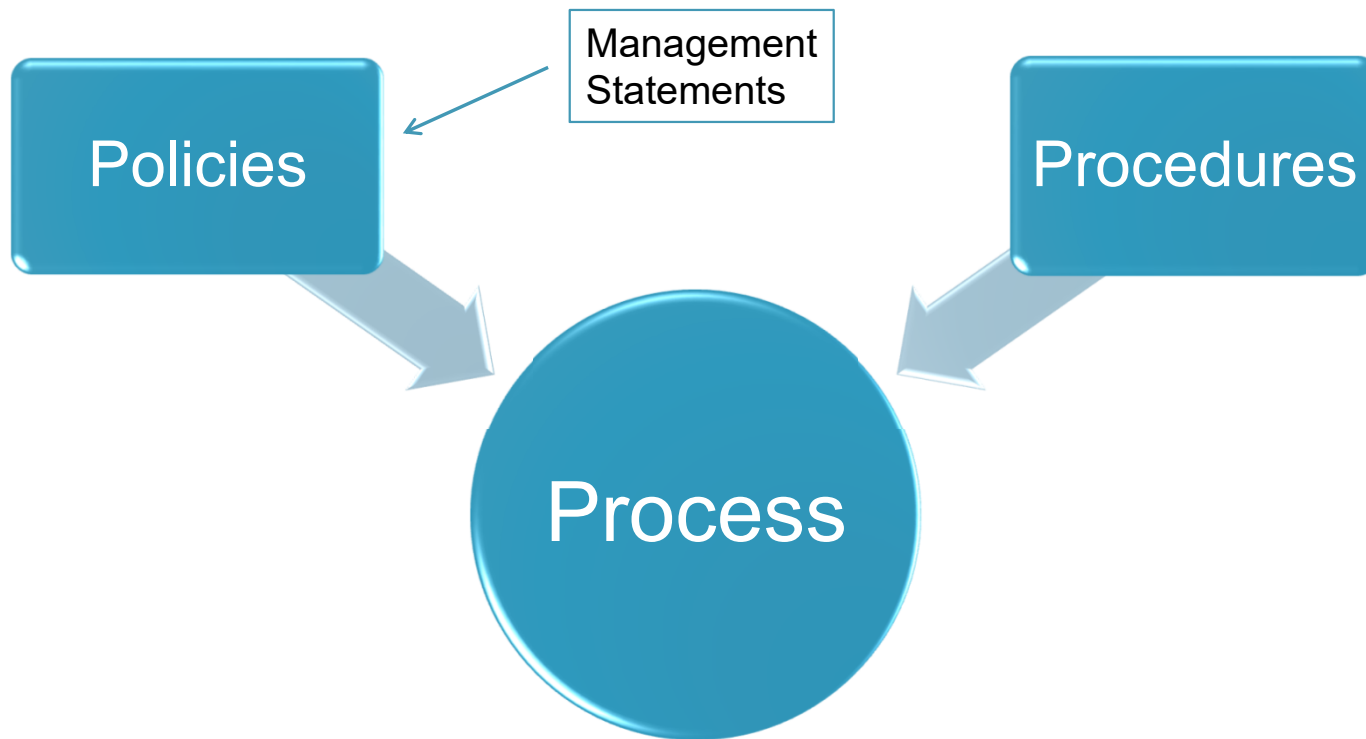 Management
Statements
Policies
Procedures
Process